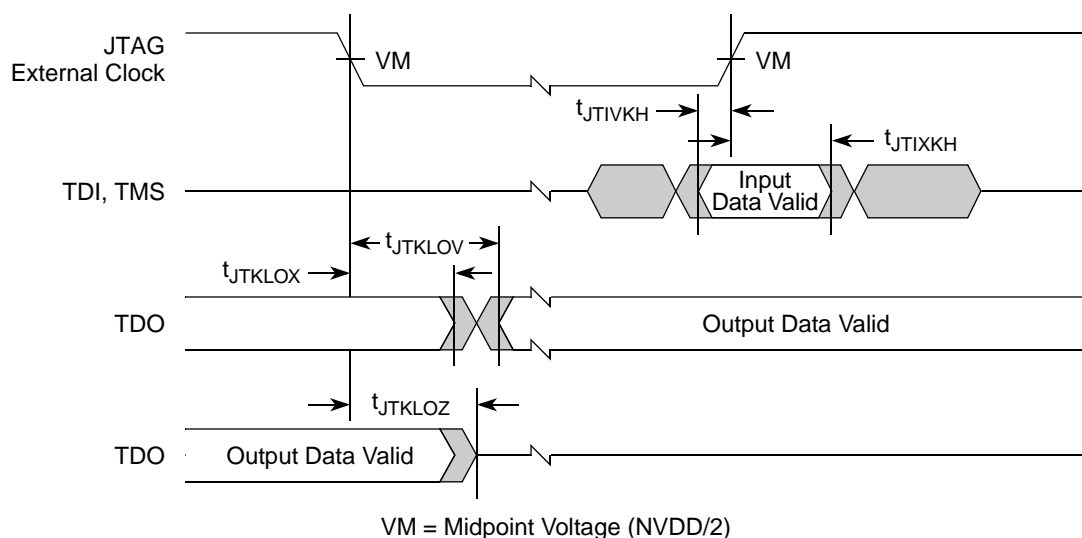 JTAG
External Clock
VM
VM
tJTIVKH
tJTIXKH
TDI, TMS
Input
Data Valid
tJTKLOV
tJTKLOX
TDO
Output Data Valid
tJTKLOZ
TDO
Output Data Valid
VM = Midpoint Voltage (NVDD/2)